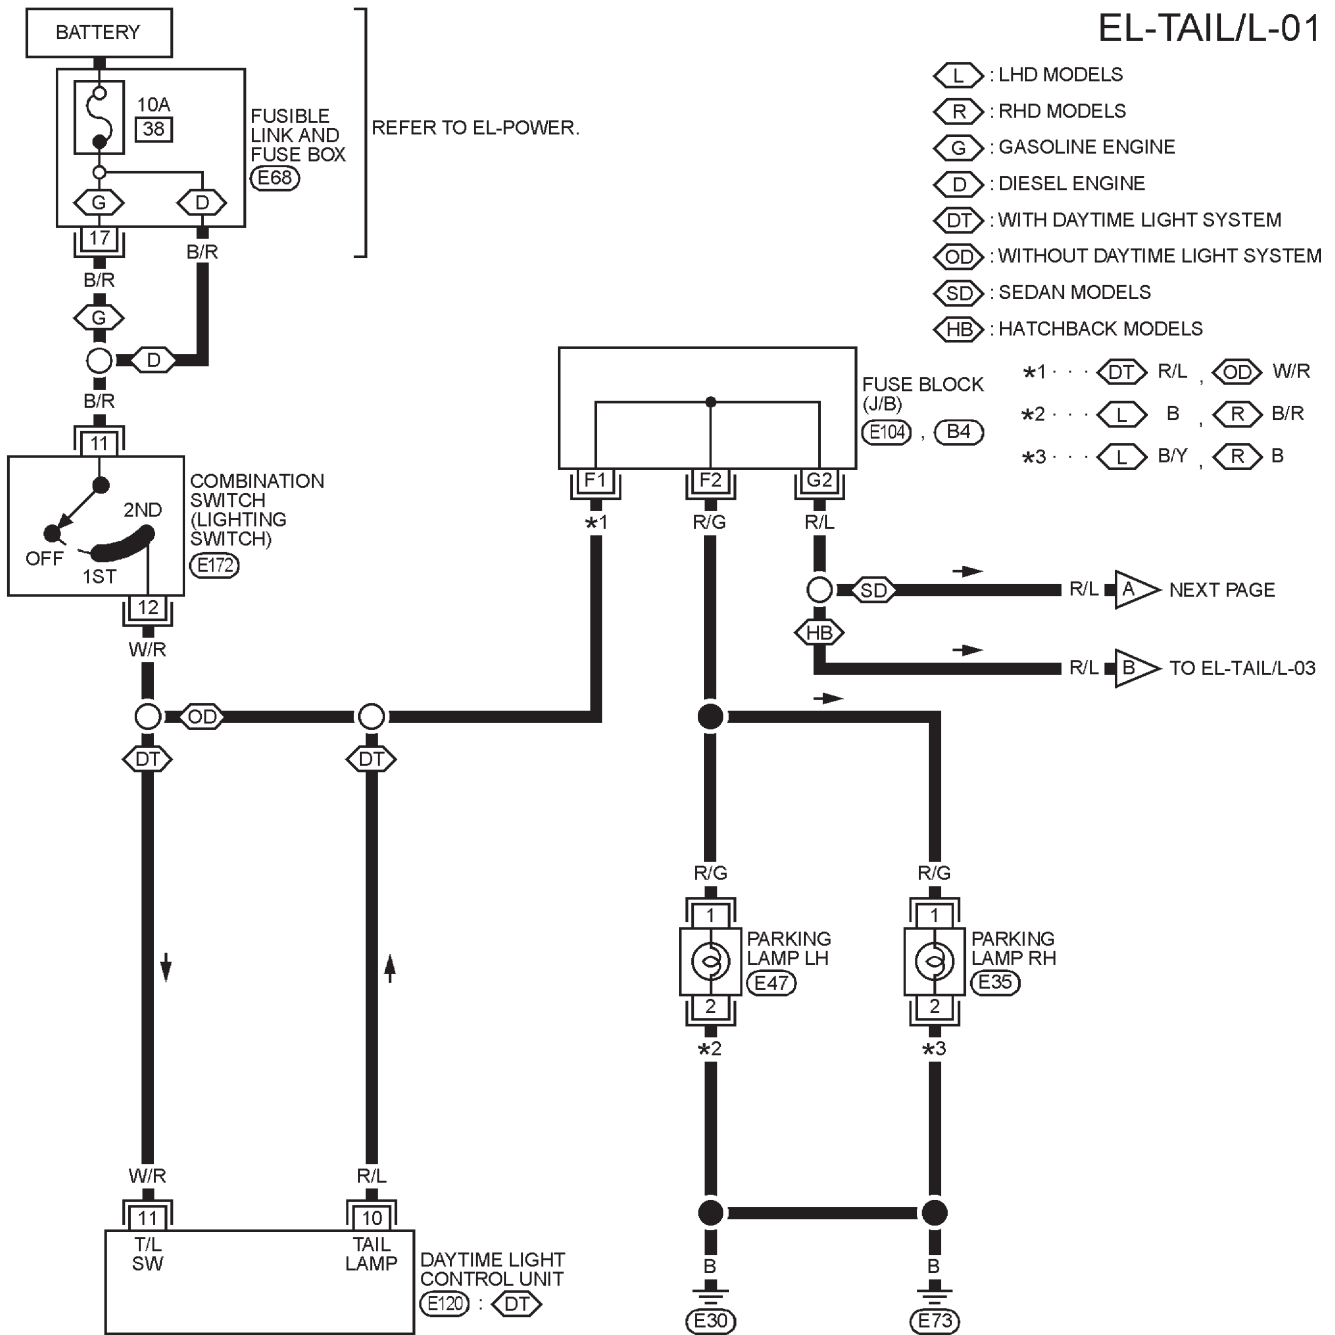 EL-TAIL/L-01
BATTERY
10A
38
FUSIBLE
LINK AND
FUSE BOX
E68
REFER TO EL-POWER.
G
D
17
B/R
B/R
G
D
B/R
11
COMBINATION
SWITCH
(LIGHTING
SWITCH)
E172
2ND
OFF
1ST
12
W/R
OD
DT
DT
L : LHD MODELS
R : RHD MODELS
G : GASOLINE ENGINE
D : DIESEL ENGINE
DT : WITH DAYTIME LIGHT SYSTEM
OD : WITHOUT DAYTIME LIGHT SYSTEM
SD : SEDAN MODELS
HB : HATCHBACK MODELS
*1 · · · DT R/L , OD W/R
*2 · · · L B , R B/R
*3 · · · L B/Y , R B
FUSE BLOCK
(J/B)
E104 , B4
F1
F2
G2
*1
R/G
R/L
SD
R/L A NEXT PAGE
HB
R/L B TO EL-TAIL/L-03
R/G
R/G
1
1
PARKING
LAMP LH
E47
PARKING
LAMP RH
E35
2
2
*2
*3
W/R
R/L
11
10
T/L
SW
TAIL
LAMP
DAYTIME LIGHT
CONTROL UNIT
E120 : DT
B
B
E30
E73